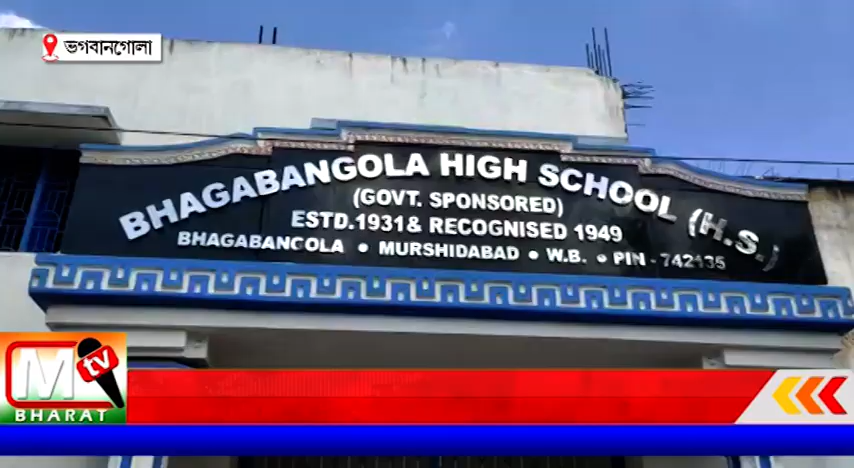 ভগবানগোলা
BHAGABANGOLA HIGH SCHOOL (H.S.)
(GOVT. SPONSORED)
ESTD.1931& RECOGNISED 1949
BHAGABANGOLA • MURSHIDABAD • W.B. • PIN - 742135
M tv
BHARAT